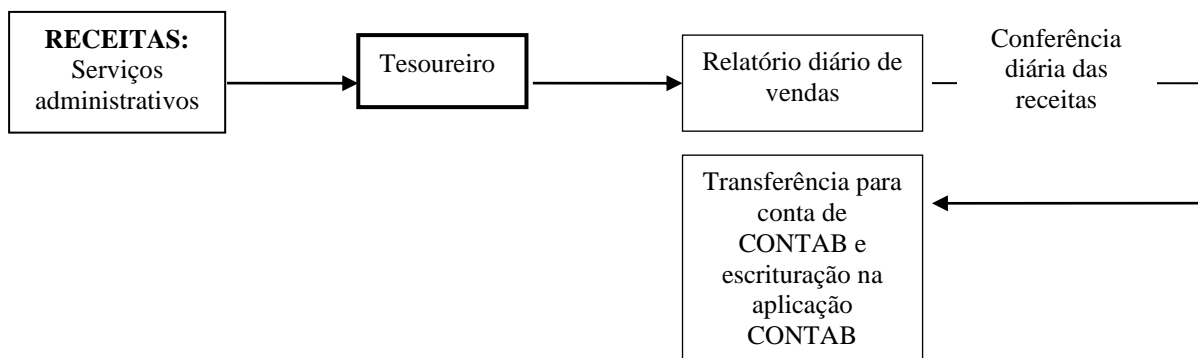 RECEITAS:
Serviços
administrativos
Tesoureiro
Relatório diário de
vendas
Conferência
diária das
receitas
Transferência para
conta de
CONTAB e
escrituração na
aplicação
CONTAB